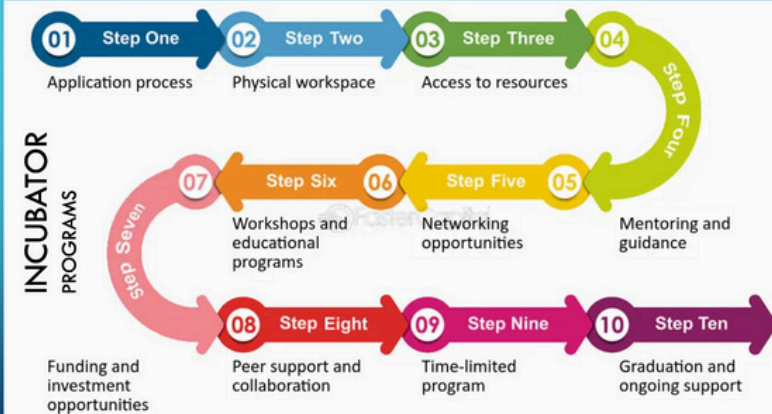 01 Step One
02 Step Two
03 Step Three
04
Step Four
Application process
Physical workspace
Access to resources
INCUBATOR
PROGRAMS
07
Step Six
06
Step Five
05
Step Seven
Workshops and
educational
programs
Networking
opportunities
Mentoring and
guidance
08
Step Eight
09
Step Nine
10
Step Ten
Funding and
investment
opportunities
Peer support and
collaboration
Time-limited
program
Graduation and
ongoing support